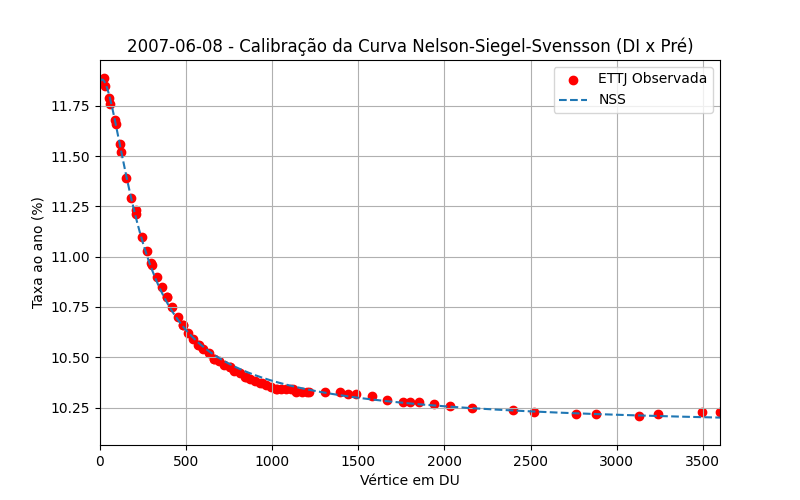 2007-06-08 - Calibração da Curva Nelson-Siegel-Svensson (DI x Pré)
ETTJ Observada
NSS
Taxa ao ano (%)
11.75
11.50
11.25
11.00
10.75
10.50
10.25
0 500 1000 1500 2000 2500 3000 3500
Vértice em DU